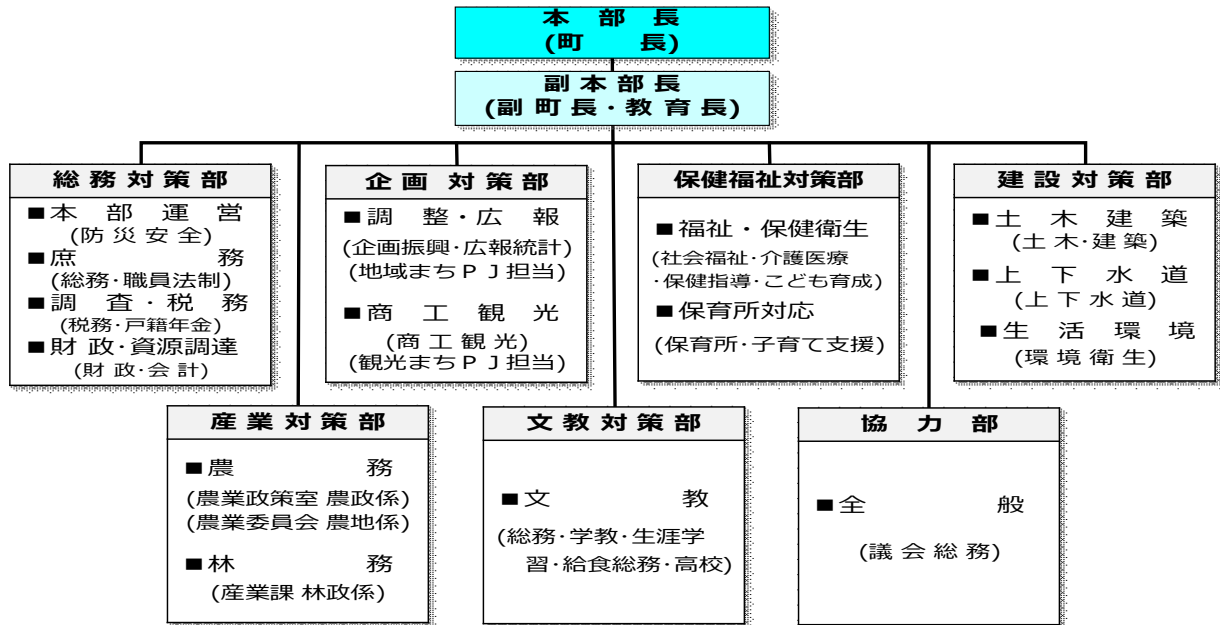 本部長
(町　長)
副本部長
(副町長・教育長)
総務対策部
■本部運営
(防災安全)
■庶務
(総務・職員法制)
■調査・税務
(税務・戸籍年金)
■財政・資源調達
(財政・会計)
企画対策部
■調整・広報
(企画振興・広報統計)
(地域まちＰＪ担当)
■商工観光
(商工観光)
(観光まちＰＪ担当)
保健福祉対策部
■福祉・保健衛生
(社会福祉・介護医療
・保健指導・こども育成)
■保育所対応
(保育所・子育て支援)
建設対策部
■土木建築
(土木・建築)
■上下水道
(上下水道)
■生活環境
(環境衛生)
産業対策部
■農務
(農業政策室 農政係)
(農業委員会 農地係)
■林務
(産業課 林政係)
文教対策部
■文教
(総務・学教・生涯学
習・給食総務・高校)
協力部
■全般
(議会総務)